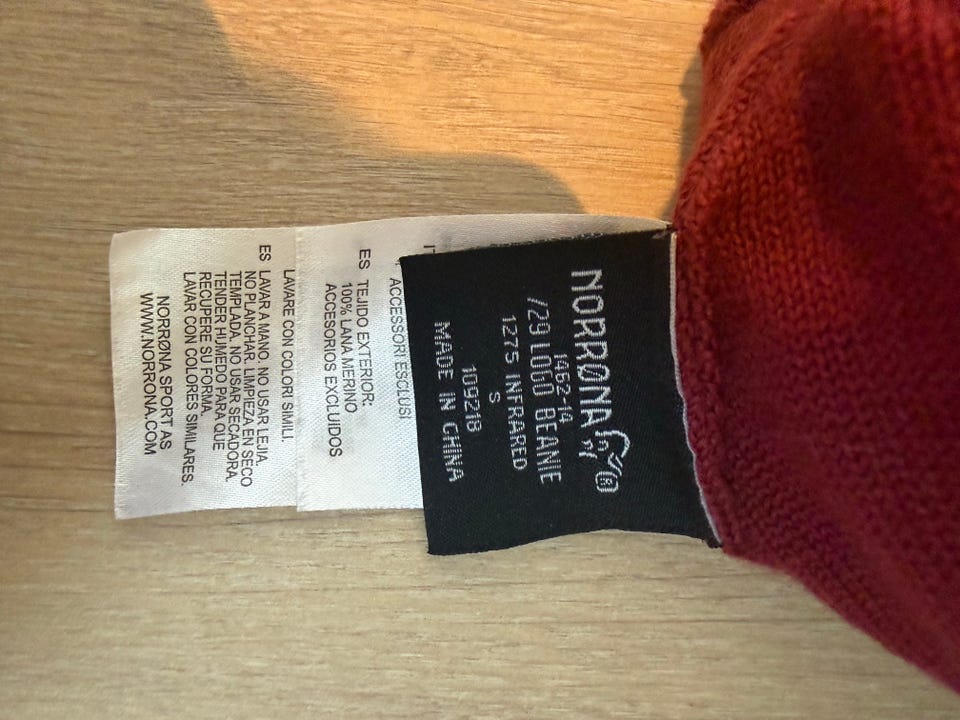 NORRØNA ®
1462-14
/29 LOGO BEANIE
1275 INFRARED
S
109218
MADE IN CHINA
ACCESSORI ESCLUSI
ES TEJIDO EXTERIOR:
100% LANA MERINO
ACCESORIOS EXCLUIDOS
LAVARE CON COLORI SIMILI.
ES LAVAR A MANO. NO USAR LEJIA.
NO PLANCHAR. LIMPIEZA EN SECO
TEMPLADA. NO USAR SECADORA.
TENDER HUMEDO PARA QUE
RECUPERE SU FORMA.
LAVAR CON COLORES SIMILARES.
NORRØNA SPORT AS
WWW.NORRONA.COM